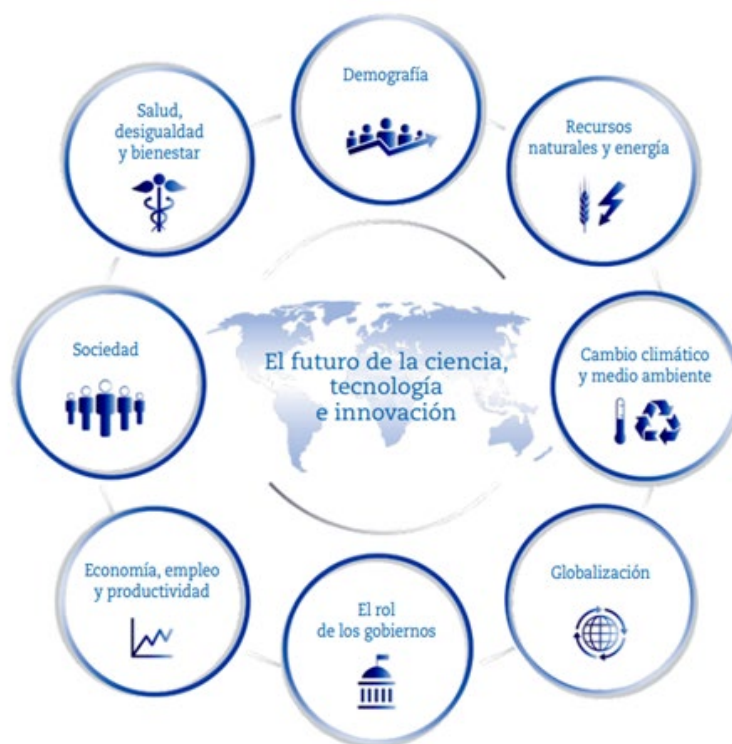 Demografía
Recursos
naturales y energía
Cambio climático
y medio ambiente
Globalización
El rol
de los gobiernos
Economía, empleo
y productividad
Sociedad
Salud,
desigualdad
y bienestar
El futuro de la ciencia,
tecnología
e innovación